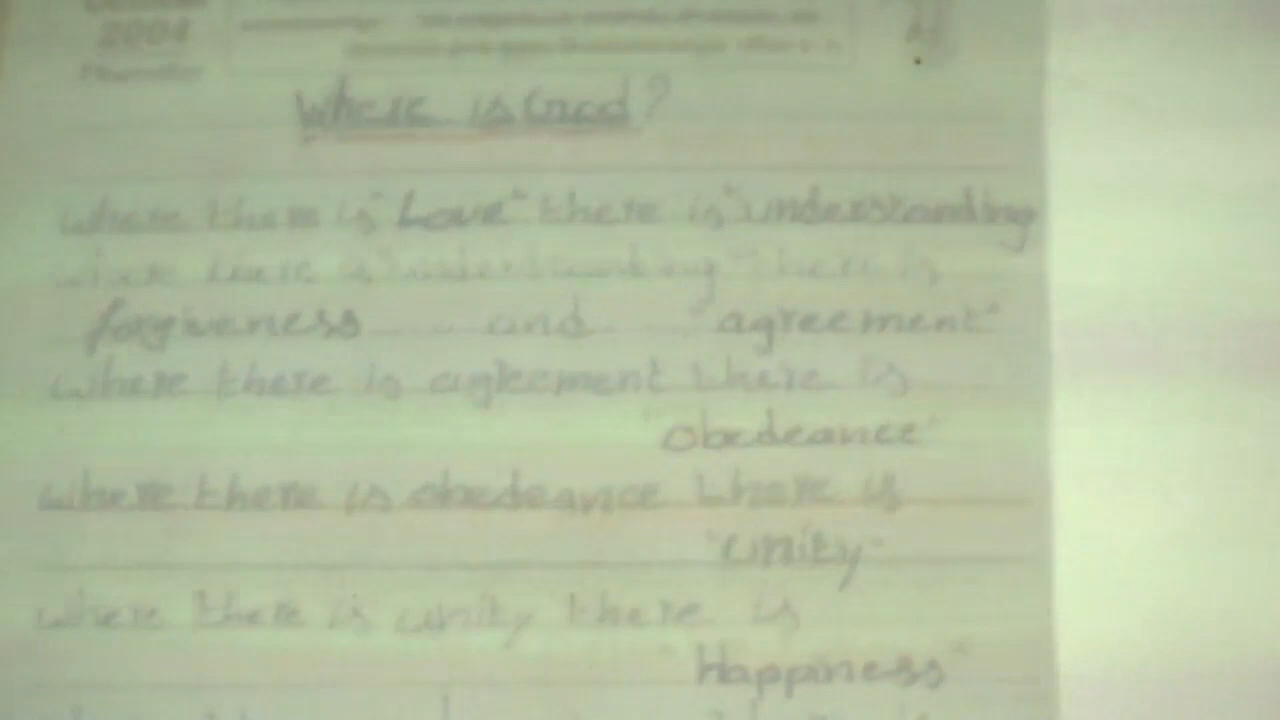 2004
Where is God?
where there is "Love" there is "understanding
where there is "understanding" there is
forgiveness and "agreement"
where there is agreement there is
"obedeance"
where there is obedeance there is
"unity"
where there is unity there is
"Happiness"